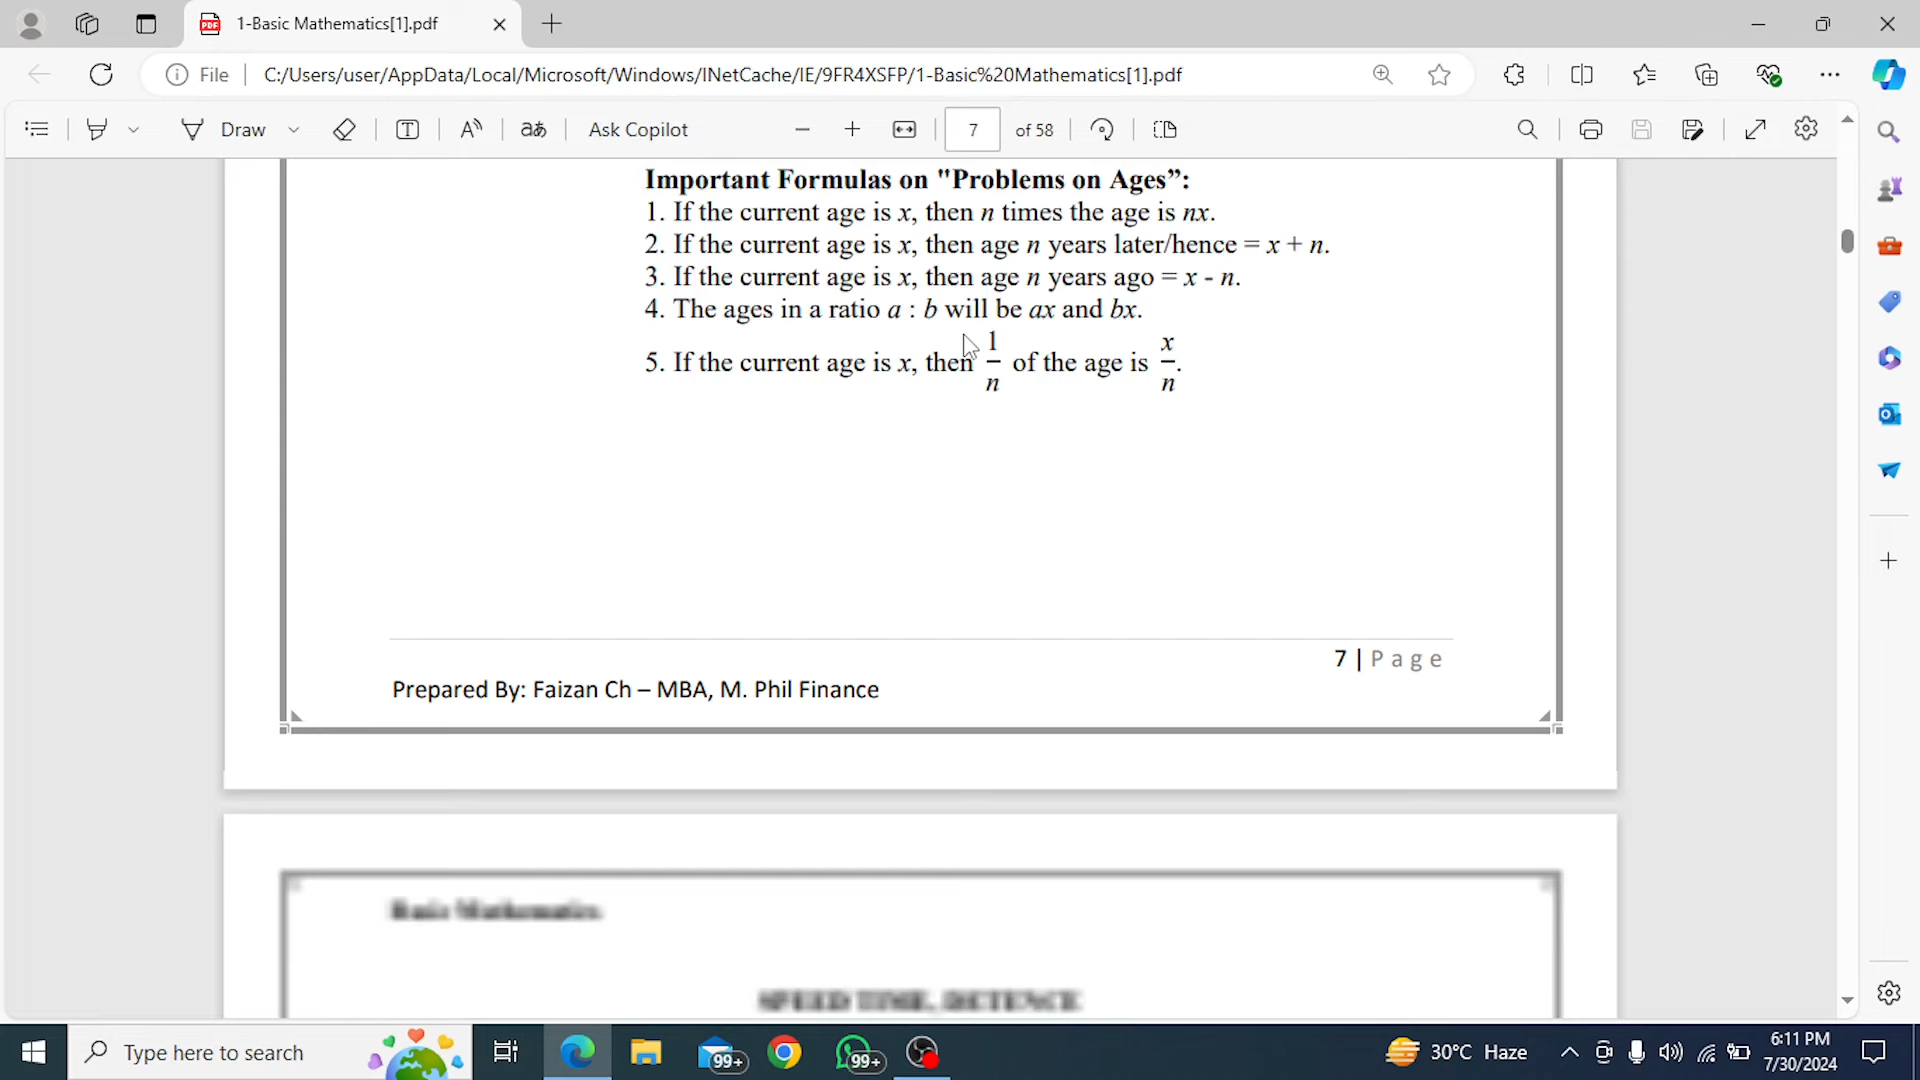 1-Basic Mathematics[1].pdf
File
C:/Users/user/AppData/Local/Microsoft/Windows/INetCache/IE/9FR4XSFP/1-Basic%20Mathematics[1].pdf
Draw
Ask Copilot
7 of 58
Important Formulas on "Problems on Ages":
1. If the current age is x, then n times the age is nx.
2. If the current age is x, then age n years later/hence = x + n.
3. If the current age is x, then age n years ago = x - n.
4. The ages in a ratio a : b will be ax and bx.
5. If the current age is x, then 1/n of the age is x/n.
7 | Page
Prepared By: Faizan Ch – MBA, M. Phil Finance
Basic Mathematics
SPEED TIME, DETENCE
Type here to search
99+
99+
30°C Haze
6:11 PM
7/30/2024